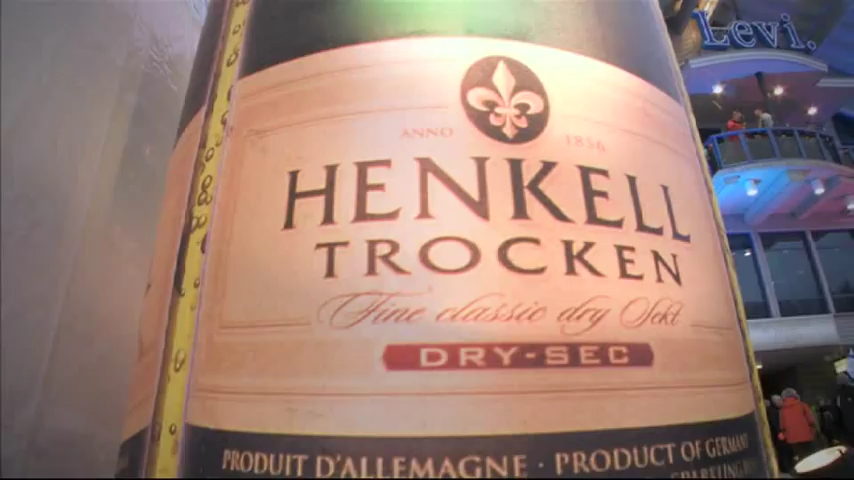 Levi.
ANNO 1856
HENKELL
TROCKEN
Fine classic dry Sekt
DRY-SEC
PRODUIT D'ALLEMAGNE · PRODUCT OF GERMANY